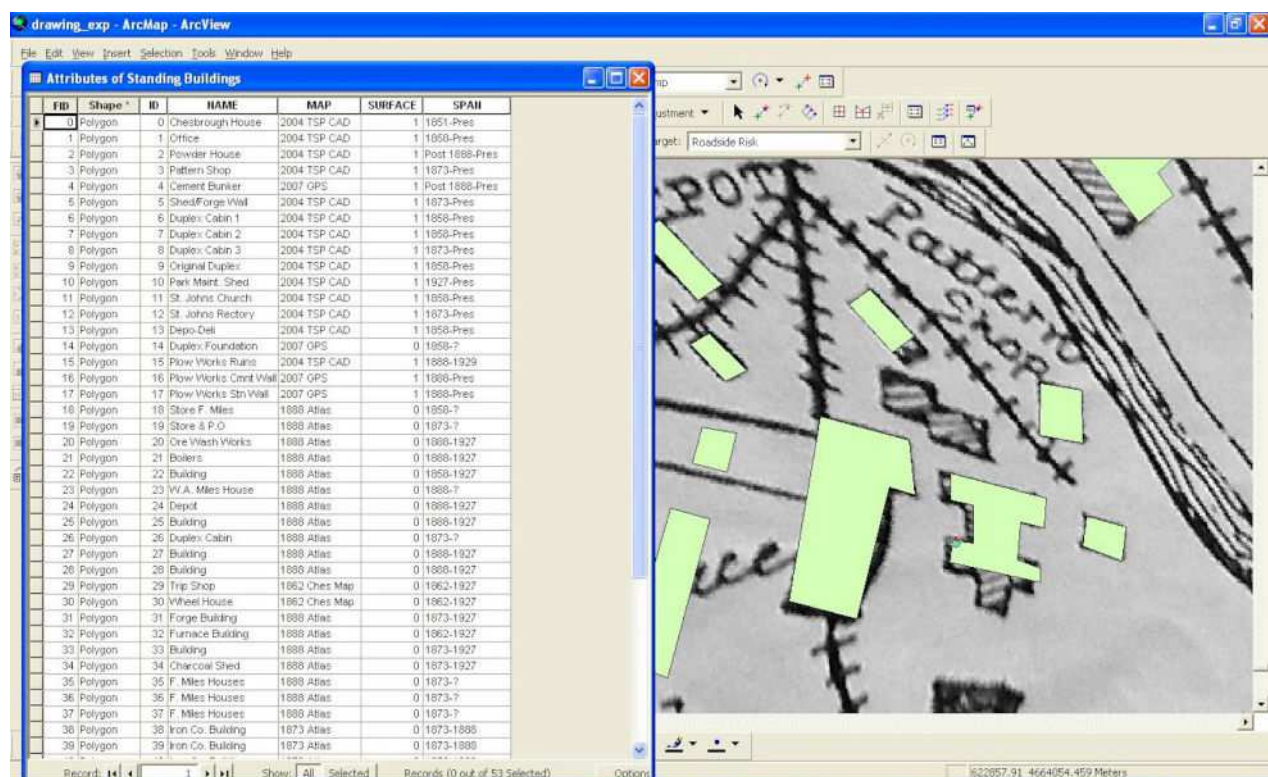 drawing_exp - ArcMap - ArcView
File Edit View Insert Selection Tools Window Help
Attributes of Standing Buildings
FID Shape * ID NAME MAP SURFACE SPAN
0 Polygon 0 Chesbrough House 2004 TSP CAD 1 1851-Pres
1 Polygon 1 Office 2004 TSP CAD 1 1858-Pres
2 Polygon 2 Powder House 2004 TSP CAD 1 Post 1888-Pres
3 Polygon 3 Pattern Shop 2004 TSP CAD 1 1873-Pres
4 Polygon 4 Cement Bunker 2007 GPS 1 Post 1888-Pres
5 Polygon 5 Shed/Forge Wall 2004 TSP CAD 1 1873-Pres
6 Polygon 6 Duplex Cabin 1 2004 TSP CAD 1 1858-Pres
7 Polygon 7 Duplex Cabin 2 2004 TSP CAD 1 1858-Pres
8 Polygon 8 Duplex Cabin 3 2004 TSP CAD 1 1873-Pres
9 Polygon 9 Original Duplex 2004 TSP CAD 1 1858-Pres
10 Polygon 10 Park Maint. Shed 2004 TSP CAD 1 1927-Pres
11 Polygon 11 St. Johns Church 2004 TSP CAD 1 1858-Pres
12 Polygon 12 St. Johns Rectory 2004 TSP CAD 1 1873-Pres
13 Polygon 13 Depo-Deli 2004 TSP CAD 1 1858-Pres
14 Polygon 14 Duplex Foundation 2007 GPS 0 1858-?
15 Polygon 15 Plow Works Ruins 2004 TSP CAD 1 1888-1929
16 Polygon 16 Plow Works Cmnt Wall 2007 GPS 1 1888-Pres
17 Polygon 17 Plow Works Stn Wall 2007 GPS 1 1888-Pres
18 Polygon 18 Store F. Miles 1888 Atlas 0 1858-?
19 Polygon 19 Store & P.O 1888 Atlas 0 1873-?
20 Polygon 20 Ore Wash Works 1888 Atlas 0 1888-1927
21 Polygon 21 Boilers 1888 Atlas 0 1888-1927
22 Polygon 22 Building 1888 Atlas 0 1858-1927
23 Polygon 23 W.A. Miles House 1888 Atlas 0 1888-?
24 Polygon 24 Depot 1888 Atlas 0 1888-1927
25 Polygon 25 Building 1888 Atlas 0 1888-1927
26 Polygon 26 Duplex Cabin 1888 Atlas 0 1873-?
27 Polygon 27 Building 1888 Atlas 0 1888-1927
28 Polygon 28 Building 1888 Atlas 0 1888-1927
29 Polygon 29 Trip Shop 1862 Ches Map 0 1862-1927
30 Polygon 30 Wheel House 1862 Ches Map 0 1862-1927
31 Polygon 31 Forge Building 1888 Atlas 0 1873-1927
32 Polygon 32 Furnace Building 1888 Atlas 0 1862-1927
33 Polygon 33 Building 1888 Atlas 0 1873-1927
34 Polygon 34 Charcoal Shed 1888 Atlas 0 1873-1927
35 Polygon 35 F. Miles Houses 1888 Atlas 0 1873-?
36 Polygon 36 F. Miles Houses 1888 Atlas 0 1873-?
37 Polygon 37 F. Miles Houses 1888 Atlas 0 1873-?
38 Polygon 38 Iron Co. Building 1873 Atlas 0 1873-1888
39 Polygon 39 Iron Co. Building 1873 Atlas 0 1873-1888
Record: 1 Show: All Selected Records (0 out of 53 Selected) Options
ustment
arget: Roadside Risk
POT
Pattern
Shop
622857.91 4664054.459 Meters